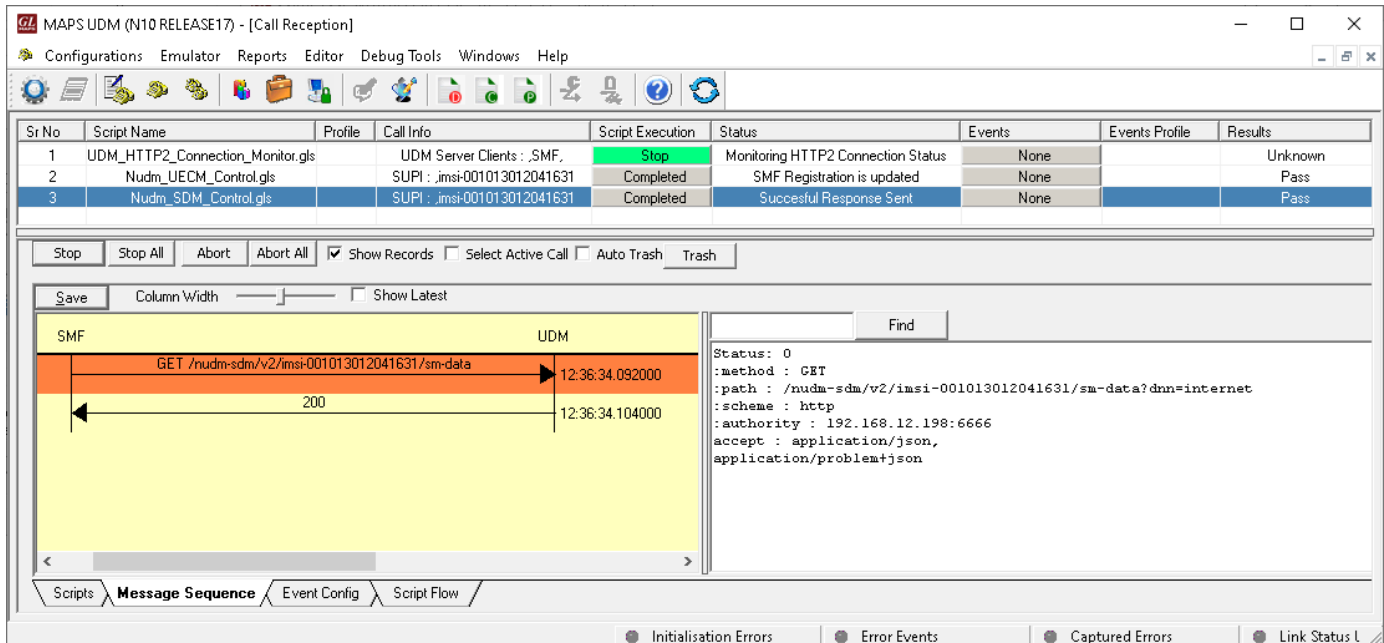 GL MAPS MAPS UDM (N10 RELEASE17) - [Call Reception]
Configurations Emulator Reports Editor Debug Tools Windows Help
Sr No Script Name Profile Call Info Script Execution Status Events Events Profile Results
1 UDM_HTTP2_Connection_Monitor.gls UDM Server Clients : ,SMF, Stop Monitoring HTTP2 Connection Status None Unknown
2 Nudm_UECM_Control.gls SUPI : ,imsi-001013012041631 Completed SMF Registration is updated None Pass
3 Nudm_SDM_Control.gls SUPI : ,imsi-001013012041631 Completed Succesful Response Sent None Pass
Stop Stop All Abort Abort All Show Records Select Active Call Auto Trash Trash
Save Column Width Show Latest
Find
SMF UDM
GET /nudm-sdm/v2/imsi-001013012041631/sm-data
12:36:34.092000
200
12:36:34.104000
Status: 0
:method : GET
:path : /nudm-sdm/v2/imsi-001013012041631/sm-data?dnn=internet
:scheme : http
:authority : 192.168.12.198:6666
accept : application/json,
application/problem+json
Scripts Message Sequence Event Config Script Flow
Initialisation Errors Error Events Captured Errors Link Status